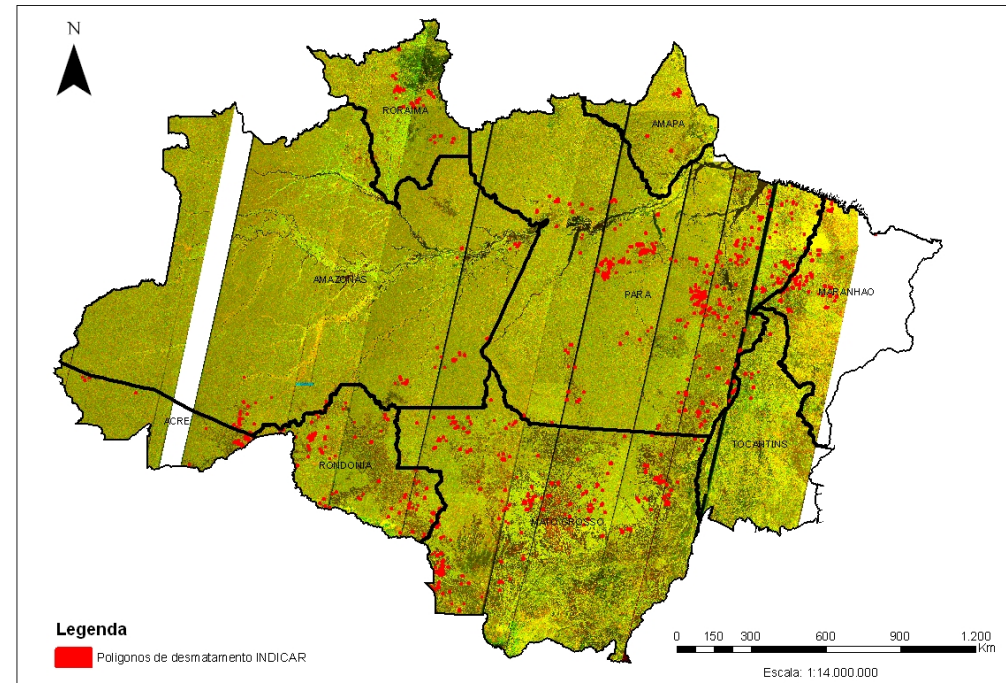 N
RORAIMA
AMAPA
AMAZONAS
PARA
MARANHAO
ACRE
TOCANTINS
RONDONIA
MATO GROSSO
Legenda
Poligonos de desmatamento INDICAR
0 150 300 600 900 1.200
Km
Escala: 1:14.000.000